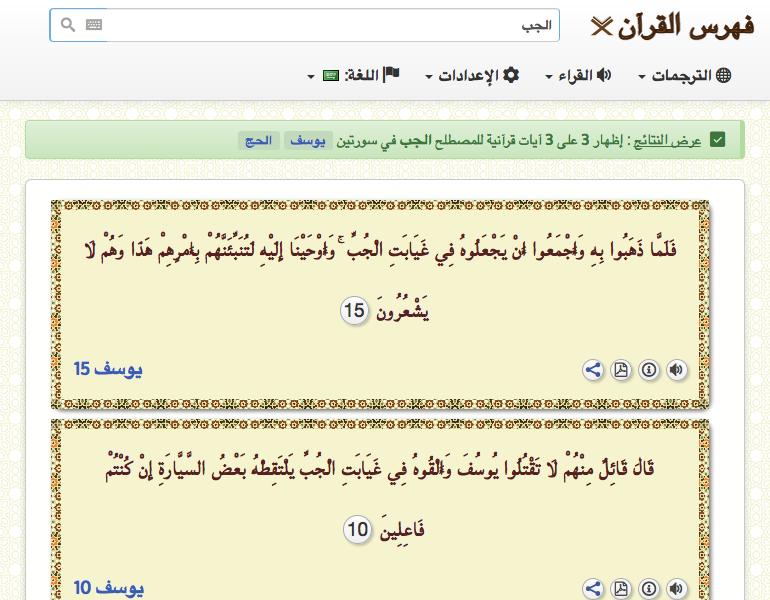 فهرس القرآن
الجب
الترجمات
القراء
الإعدادات
اللغة:
عرض النتائج : إظهار 3 على 3 آيات قرآنية للمصطلح الجب في سورتين يوسف الحج
فَلَمَّا ذَهَبُوا بِهِ وَأَجْمَعُوا أَنْ يَجْعَلُوهُ فِي غَيَابَتِ الْجُبِّ ۚ وَأَوْحَيْنَا إِلَيْهِ لَتُنَبِّئَنَّهُمْ بِأَمْرِهِمْ هَٰذَا وَهُمْ لَا
يَشْعُرُونَ 15
يوسف 15
قَالَ قَائِلٌ مِنْهُمْ لَا تَقْتُلُوا يُوسُفَ وَأَلْقُوهُ فِي غَيَابَتِ الْجُبِّ يَلْتَقِطْهُ بَعْضُ السَّيَّارَةِ إِنْ كُنْتُمْ
فَاعِلِينَ 10
يوسف 10